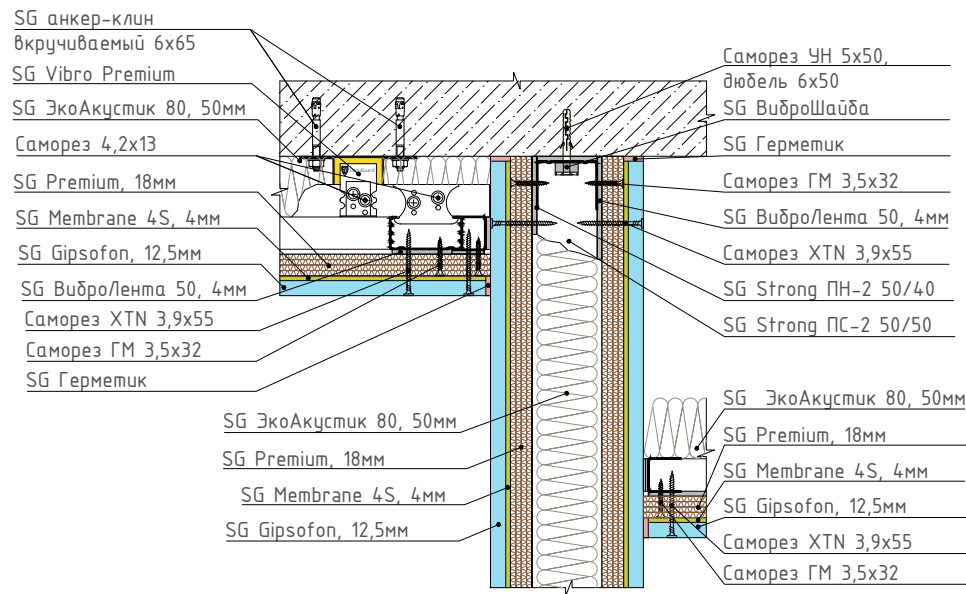 SG анкер-клин
вкручиваемый 6х65
SG Vibro Premium
SG ЭкоАкустик 80, 50мм
Саморез 4,2х13
SG Premium, 18мм
SG Membrane 4S, 4мм
SG Gipsofon, 12,5мм
SG ВиброЛента 50, 4мм
Саморез XTN 3,9х55
Саморез ГМ 3,5х32
SG Герметик
SG ЭкоАкустик 80, 50мм
SG Premium, 18мм
SG Membrane 4S, 4мм
SG Gipsofon, 12,5мм
Саморез УН 5х50,
дюбель 6х50
SG ВиброШайба
SG Герметик
Саморез ГМ 3,5х32
SG ВиброЛента 50, 4мм
Саморез XTN 3,9х55
SG Strong ПН-2 50/40
SG Strong ПС-2 50/50
SG ЭкоАкустик 80, 50мм
SG Premium, 18мм
SG Membrane 4S, 4мм
SG Gipsofon, 12,5мм
Саморез XTN 3,9х55
Саморез ГМ 3,5х32